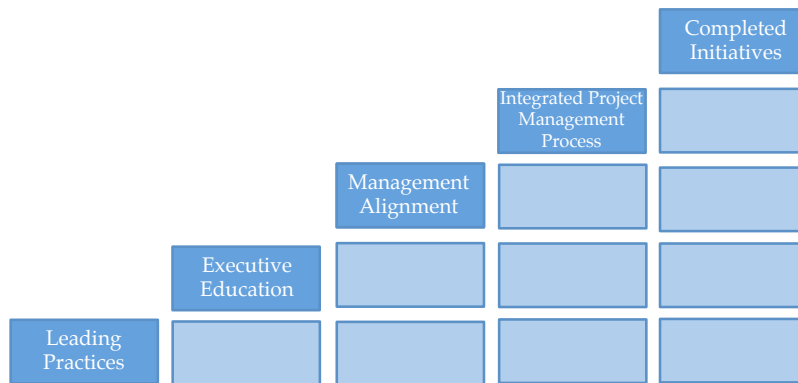 Completed
Initiatives
Integrated Project
Management
Process
Management
Alignment
Executive
Education
Leading
Practices